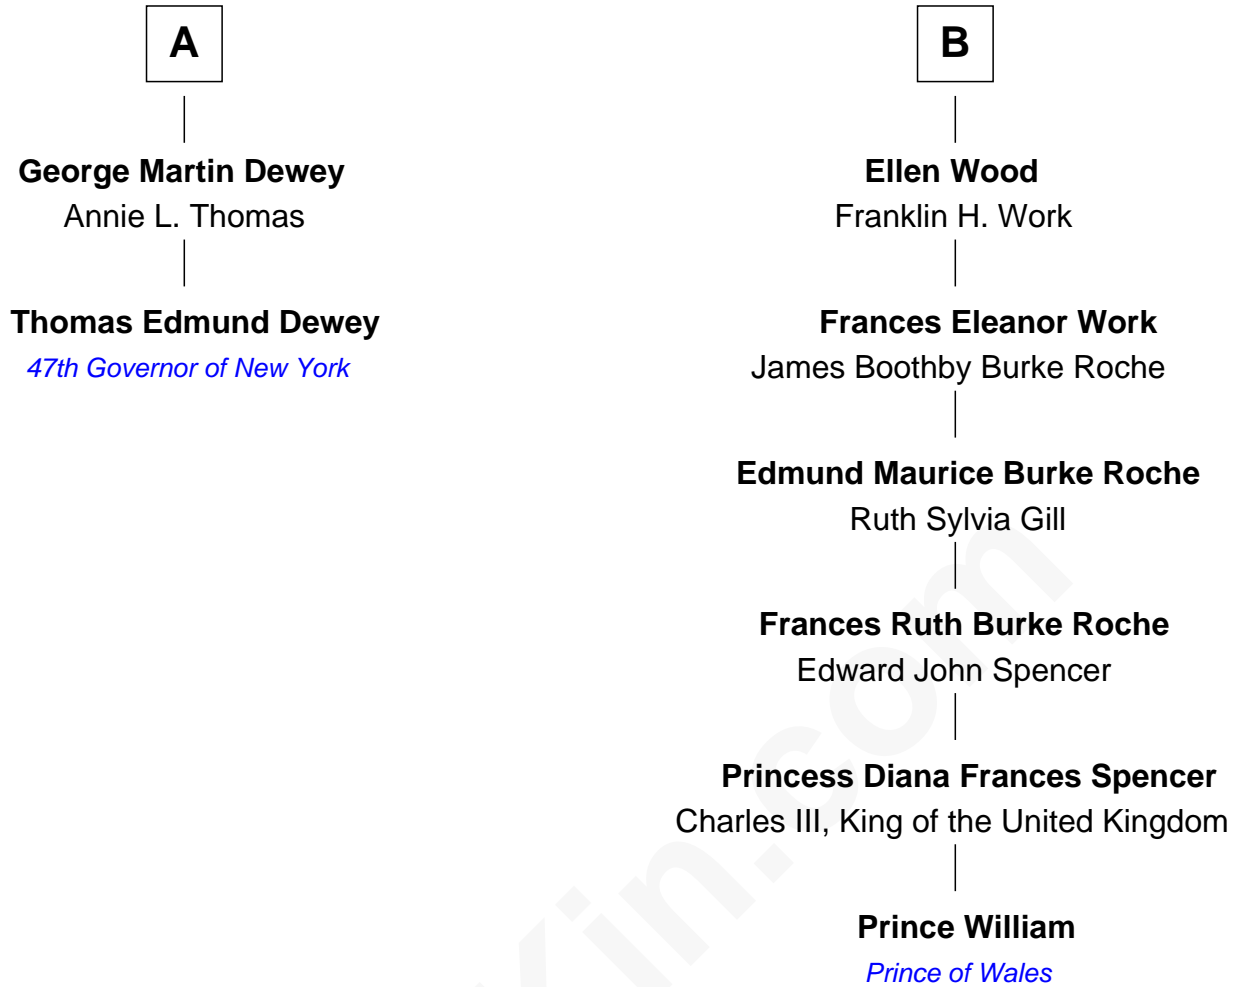 A
George Martin Dewey
Annie L. Thomas
Thomas Edmund Dewey
47th Governor of New York
B
Ellen Wood
Franklin H. Work
Frances Eleanor Work
James Boothby Burke Roche
Edmund Maurice Burke Roche
Ruth Sylvia Gill
Frances Ruth Burke Roche
Edward John Spencer
Princess Diana Frances Spencer
Charles III, King of the United Kingdom
Prince William
Prince of Wales
Kin.com